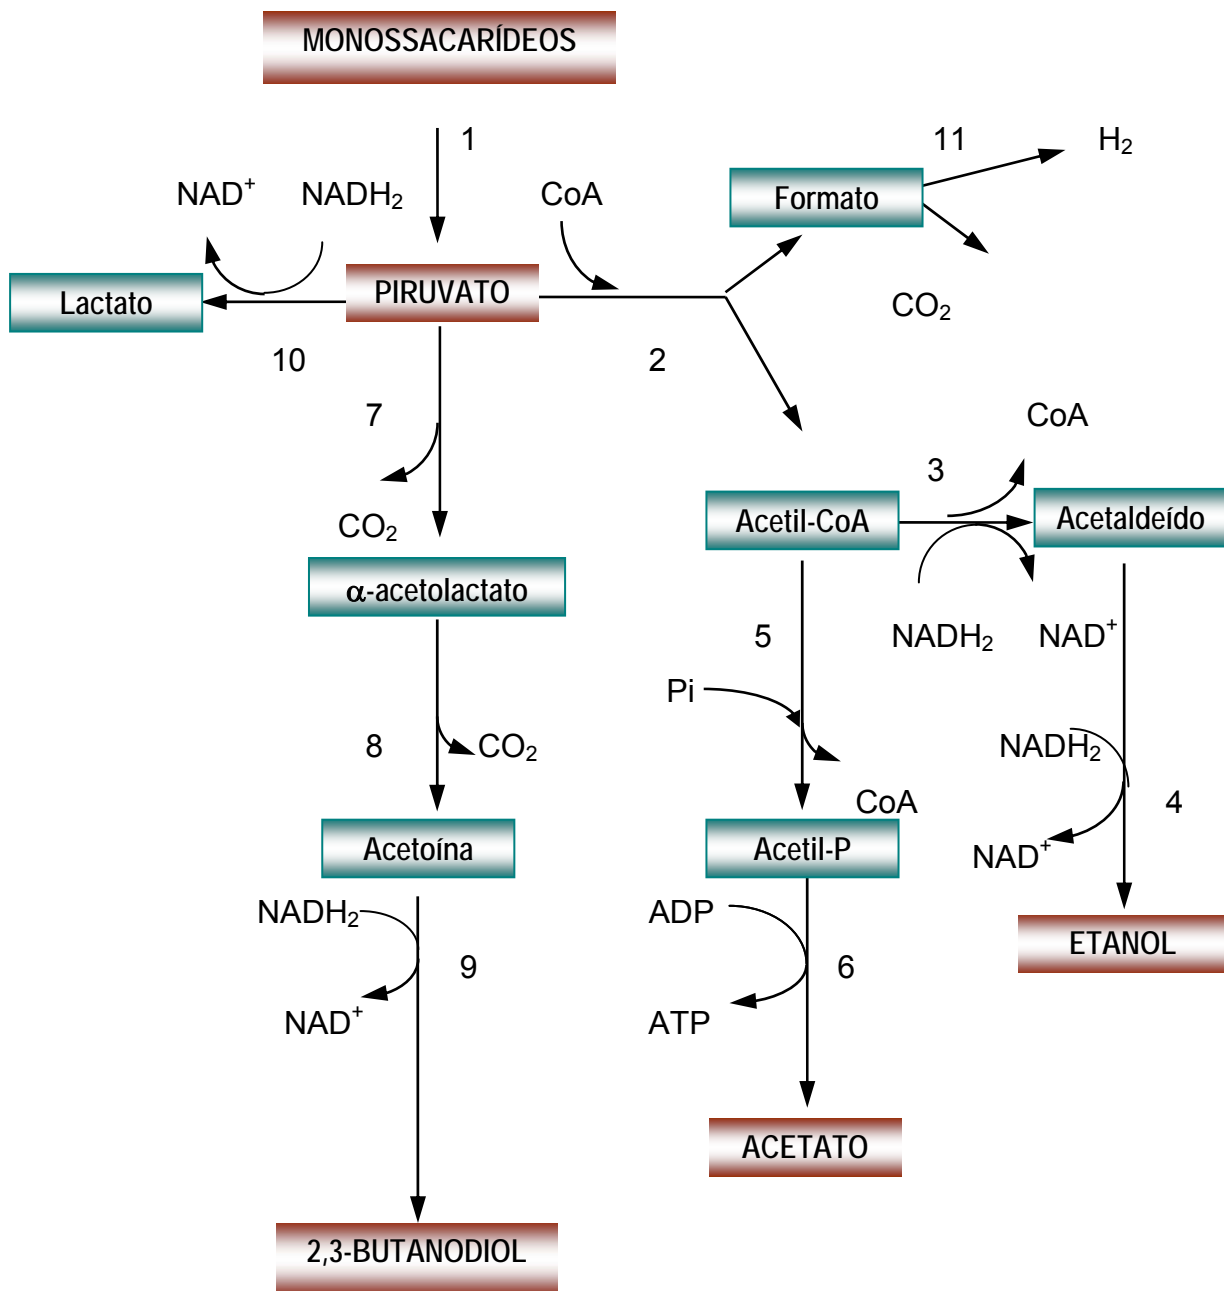 MONOSSACARÍDEOS
1
11
H₂
NAD⁺
NADH₂
CoA
Formato
Lactato
PIRUVATO
CO₂
10
2
7
CoA
3
CO₂
Acetil-CoA
Acetaldeído
α-acetolactato
5
NADH₂
NAD⁺
Pi
8
CO₂
NADH₂
CoA
4
Acetoína
Acetil-P
NAD⁺
NADH₂
ADP
ETANOL
9
6
NAD⁺
ATP
ACETATO
2,3-BUTANODIOL